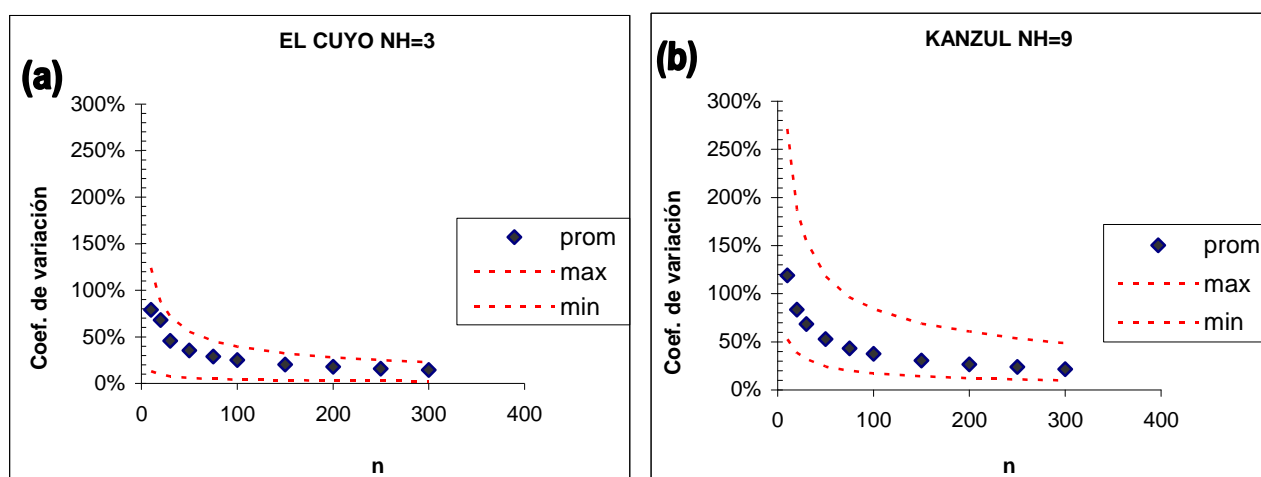 EL CUYO NH=3
(a)
300%
250%
200%
150%
100%
50%
0%
Coef. de variación
0 100 200 300 400
n
prom
max
min
KANZUL NH=9
(b)
300%
250%
200%
150%
100%
50%
0%
Coef. de variación
0 100 200 300 400
n
prom
max
min